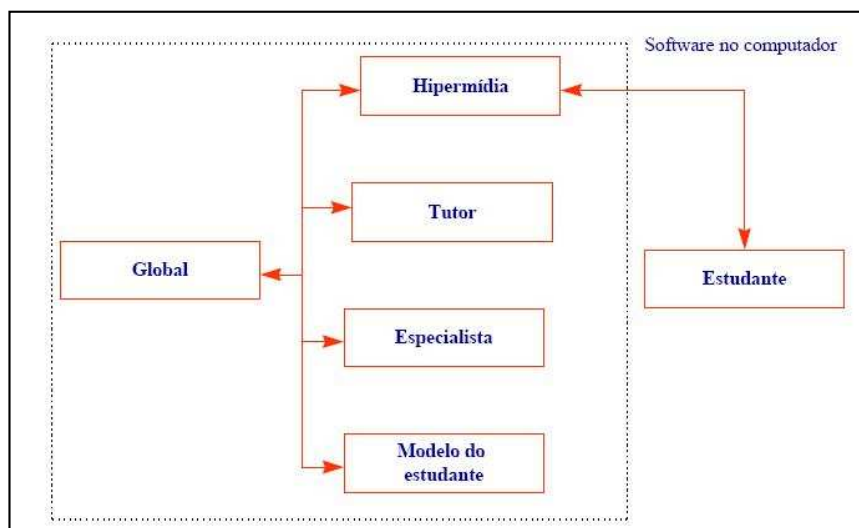 Software no computador
Hipermídia
Tutor
Global
Estudante
Especialista
Modelo do
estudante